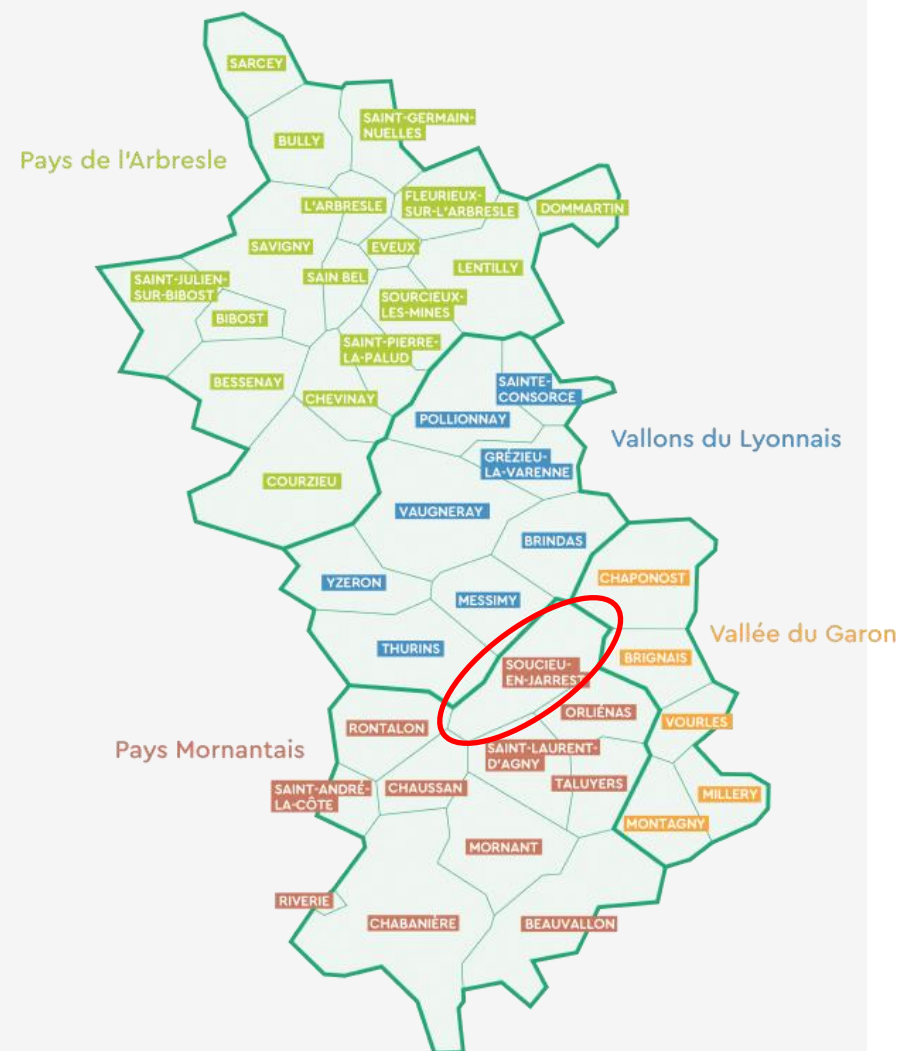 SARCEY
SAINT-GERMAIN-
NUELLES
BULLY
Pays de l'Arbresle
L'ARBRESLE
FLEURIEUX-
SUR-L'ARBRESLE
DOMMARTIN
SAVIGNY
EVEUX
LENTILLY
SAINT-JULIEN-
SUR-BIBOST
SAIN BEL
SOURCIEUX-
LES-MINES
BIBOST
SAINT-PIERRE-
LA-PALUD
BESSENAY
CHEVINAY
SAINTE-
CONSORCE
POLLIONNAY
Vallons du Lyonnais
GRÉZIEU-
LA-VARENNE
COURZIEU
VAUGNERAY
BRINDAS
YZERON
CHAPONOST
MESSIMY
Vallée du Garon
THURINS
BRIGNAIS
SOUCIEU-
EN-JARREST
ORLIÉNAS
VOURLES
RONTALON
Pays Mornantais
SAINT-LAURENT-
D'AGNY
SAINT-ANDRÉ-
LA-CÔTE
CHAUSSAN
TALUYERS
MILLERY
MONTAGNY
MORNANT
RIVERIE
CHABANIÈRE
BEAUVALLON